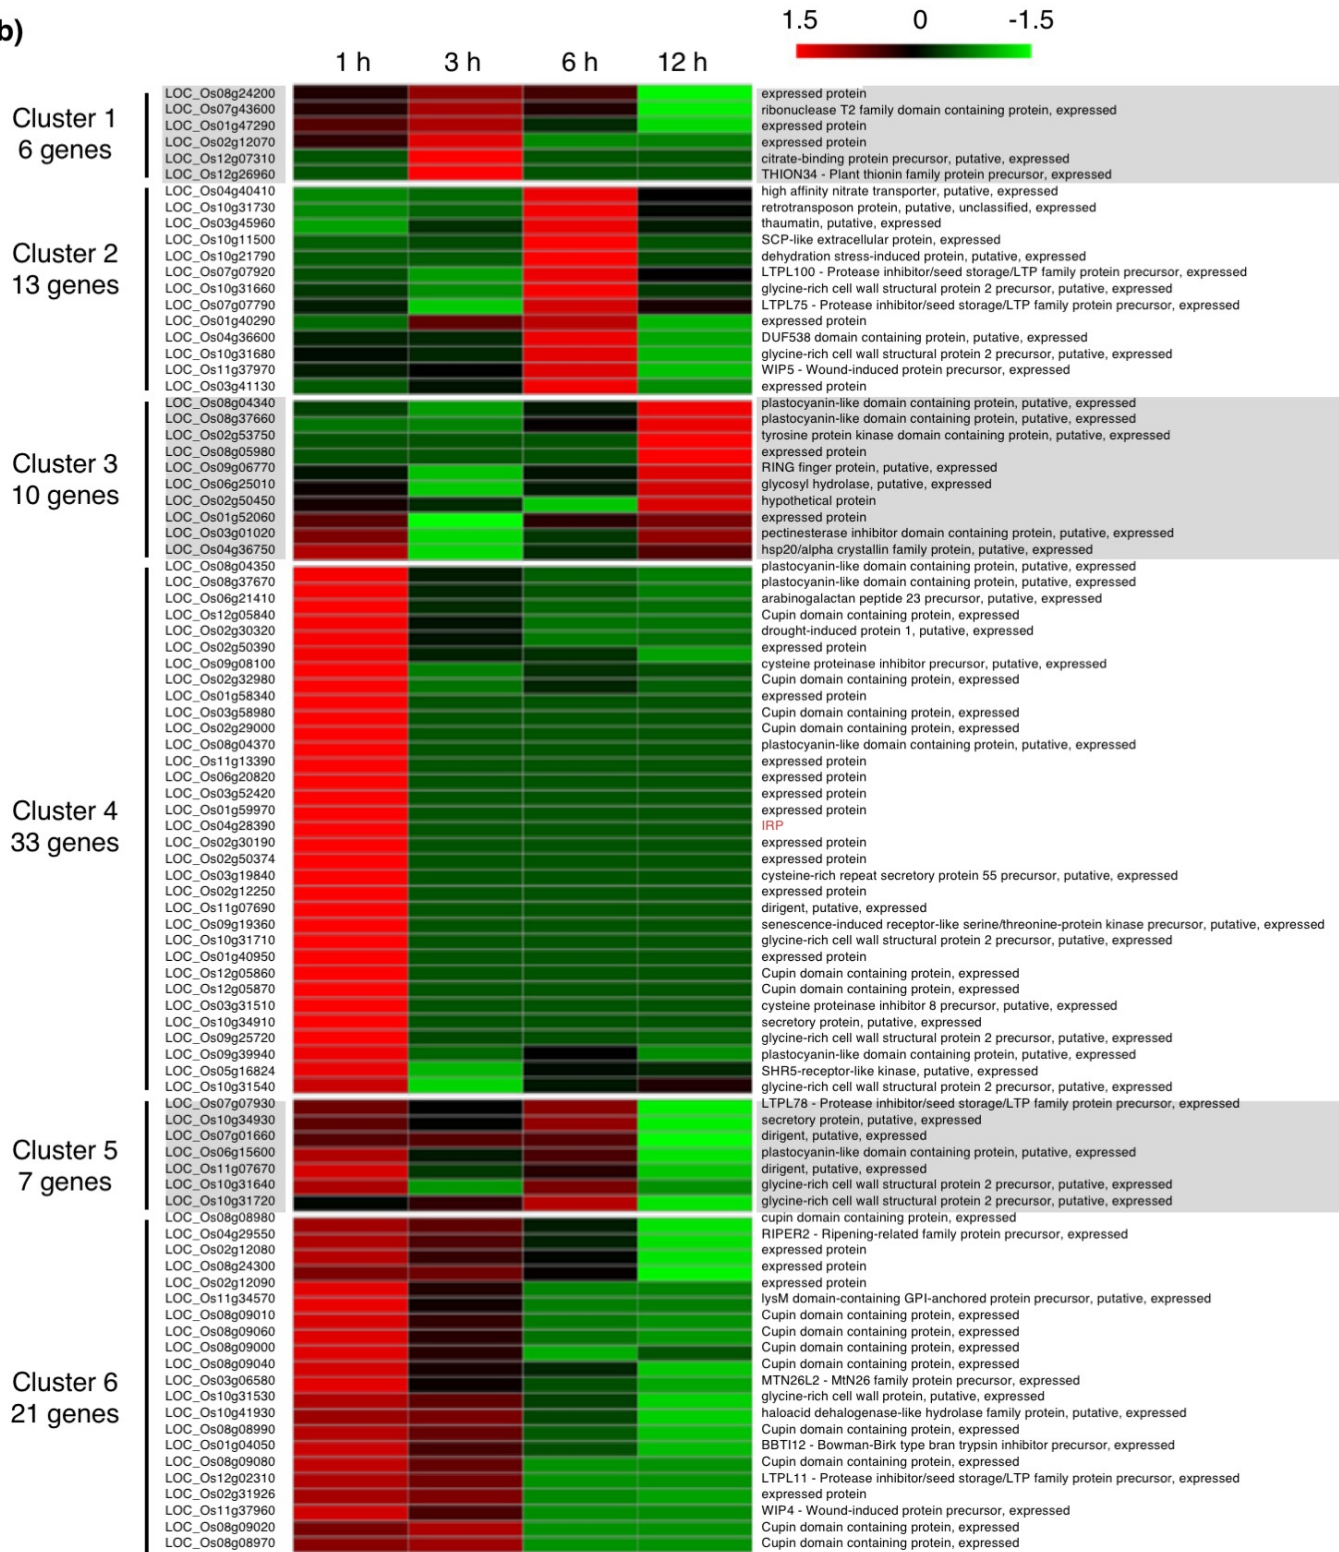 b)
1.5 0 -1.5
1 h 3 h 6 h 12 h
Cluster 1
6 genes
LOC_Os08g24200 expressed protein
LOC_Os07g43600 ribonuclease T2 family domain containing protein, expressed
LOC_Os01g47290 expressed protein
LOC_Os02g12070 expressed protein
LOC_Os12g07310 citrate-binding protein precursor, putative, expressed
LOC_Os12g26960 THION34 - Plant thionin family protein precursor, expressed
Cluster 2
13 genes
LOC_Os04g40410 high affinity nitrate transporter, putative, expressed
LOC_Os10g31730 retrotransposon protein, putative, unclassified, expressed
LOC_Os03g45960 thaumatin, putative, expressed
LOC_Os10g11500 SCP-like extracellular protein, expressed
LOC_Os10g21790 dehydration stress-induced protein, putative, expressed
LOC_Os07g07920 LTPL100 - Protease inhibitor/seed storage/LTP family protein precursor, expressed
LOC_Os10g31660 glycine-rich cell wall structural protein 2 precursor, putative, expressed
LOC_Os07g07790 LTPL75 - Protease inhibitor/seed storage/LTP family protein precursor, expressed
LOC_Os01g40290 expressed protein
LOC_Os04g36600 DUF538 domain containing protein, putative, expressed
LOC_Os10g31680 glycine-rich cell wall structural protein 2 precursor, putative, expressed
LOC_Os11g37970 WIP5 - Wound-induced protein precursor, expressed
LOC_Os03g41130 expressed protein
Cluster 3
10 genes
LOC_Os08g04340 plastocyanin-like domain containing protein, putative, expressed
LOC_Os08g37660 plastocyanin-like domain containing protein, putative, expressed
LOC_Os02g53750 tyrosine protein kinase domain containing protein, putative, expressed
LOC_Os08g05980 expressed protein
LOC_Os09g06770 RING finger protein, putative, expressed
LOC_Os06g25010 glycosyl hydrolase, putative, expressed
LOC_Os02g50450 hypothetical protein
LOC_Os01g52060 expressed protein
LOC_Os03g01020 pectinesterase inhibitor domain containing protein, putative, expressed
LOC_Os04g36750 hsp20/alpha crystallin family protein, putative, expressed
Cluster 4
33 genes
LOC_Os08g04350 plastocyanin-like domain containing protein, putative, expressed
LOC_Os08g37670 plastocyanin-like domain containing protein, putative, expressed
LOC_Os06g21410 arabinogalactan peptide 23 precursor, putative, expressed
LOC_Os12g05840 Cupin domain containing protein, expressed
LOC_Os02g30320 drought-induced protein 1, putative, expressed
LOC_Os02g50390 expressed protein
LOC_Os09g08100 cysteine proteinase inhibitor precursor, putative, expressed
LOC_Os02g32980 Cupin domain containing protein, expressed
LOC_Os01g58340 expressed protein
LOC_Os03g58980 Cupin domain containing protein, expressed
LOC_Os02g29000 Cupin domain containing protein, expressed
LOC_Os08g04370 plastocyanin-like domain containing protein, putative, expressed
LOC_Os11g13390 expressed protein
LOC_Os06g20820 expressed protein
LOC_Os03g52420 expressed protein
LOC_Os01g59970 expressed protein
LOC_Os04g28390 IRP
LOC_Os02g30190 expressed protein
LOC_Os02g50374 expressed protein
LOC_Os03g19840 cysteine-rich repeat secretory protein 55 precursor, putative, expressed
LOC_Os02g12250 expressed protein
LOC_Os11g07690 dirigent, putative, expressed
LOC_Os09g19360 senescence-induced receptor-like serine/threonine-protein kinase precursor, putative, expressed
LOC_Os10g31710 glycine-rich cell wall structural protein 2 precursor, putative, expressed
LOC_Os01g40950 expressed protein
LOC_Os12g05860 Cupin domain containing protein, expressed
LOC_Os12g05870 Cupin domain containing protein, expressed
LOC_Os03g31510 cysteine proteinase inhibitor 8 precursor, putative, expressed
LOC_Os10g34910 secretory protein, putative, expressed
LOC_Os09g25720 glycine-rich cell wall structural protein 2 precursor, putative, expressed
LOC_Os09g39940 plastocyanin-like domain containing protein, putative, expressed
LOC_Os05g16824 SHR5-receptor-like kinase, putative, expressed
LOC_Os10g31540 glycine-rich cell wall structural protein 2 precursor, putative, expressed
Cluster 5
7 genes
LOC_Os07g07930 LTPL78 - Protease inhibitor/seed storage/LTP family protein precursor, expressed
LOC_Os10g34930 secretory protein, putative, expressed
LOC_Os07g01660 dirigent, putative, expressed
LOC_Os06g15600 plastocyanin-like domain containing protein, putative, expressed
LOC_Os11g07670 dirigent, putative, expressed
LOC_Os10g31640 glycine-rich cell wall structural protein 2 precursor, putative, expressed
LOC_Os10g31720 glycine-rich cell wall structural protein 2 precursor, putative, expressed
Cluster 6
21 genes
LOC_Os08g08980 cupin domain containing protein, expressed
LOC_Os04g29550 RIPER2 - Ripening-related family protein precursor, expressed
LOC_Os02g12080 expressed protein
LOC_Os08g24300 expressed protein
LOC_Os02g12090 expressed protein
LOC_Os11g34570 lysM domain-containing GPI-anchored protein precursor, putative, expressed
LOC_Os08g09010 Cupin domain containing protein, expressed
LOC_Os08g09060 Cupin domain containing protein, expressed
LOC_Os08g09000 Cupin domain containing protein, expressed
LOC_Os08g09040 Cupin domain containing protein, expressed
LOC_Os03g06580 MTN26L2 - MtN26 family protein precursor, expressed
LOC_Os10g31530 glycine-rich cell wall protein, putative, expressed
LOC_Os10g41930 haloacid dehalogenase-like hydrolase family protein, putative, expressed
LOC_Os08g08990 Cupin domain containing protein, expressed
LOC_Os01g04050 BBTI12 - Bowman-Birk type bran trypsin inhibitor precursor, expressed
LOC_Os08g09080 Cupin domain containing protein, expressed
LOC_Os12g02310 LTPL11 - Protease inhibitor/seed storage/LTP family protein precursor, expressed
LOC_Os02g31926 expressed protein
LOC_Os11g37960 WIP4 - Wound-induced protein precursor, expressed
LOC_Os08g09020 Cupin domain containing protein, expressed
LOC_Os08g08970 Cupin domain containing protein, expressed